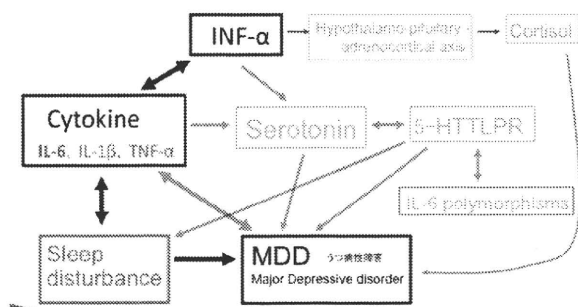 INF-α
Hypothalamo pituitary -
adrenocortical axis
Cortisol
Cytokine
IL-6、IL-1β、TNF-α
Serotonin
5-HTTLPR
IL-6 polymorphisms
Sleep
disturbance
MDD うつ病性障害
Major Depressive disorder